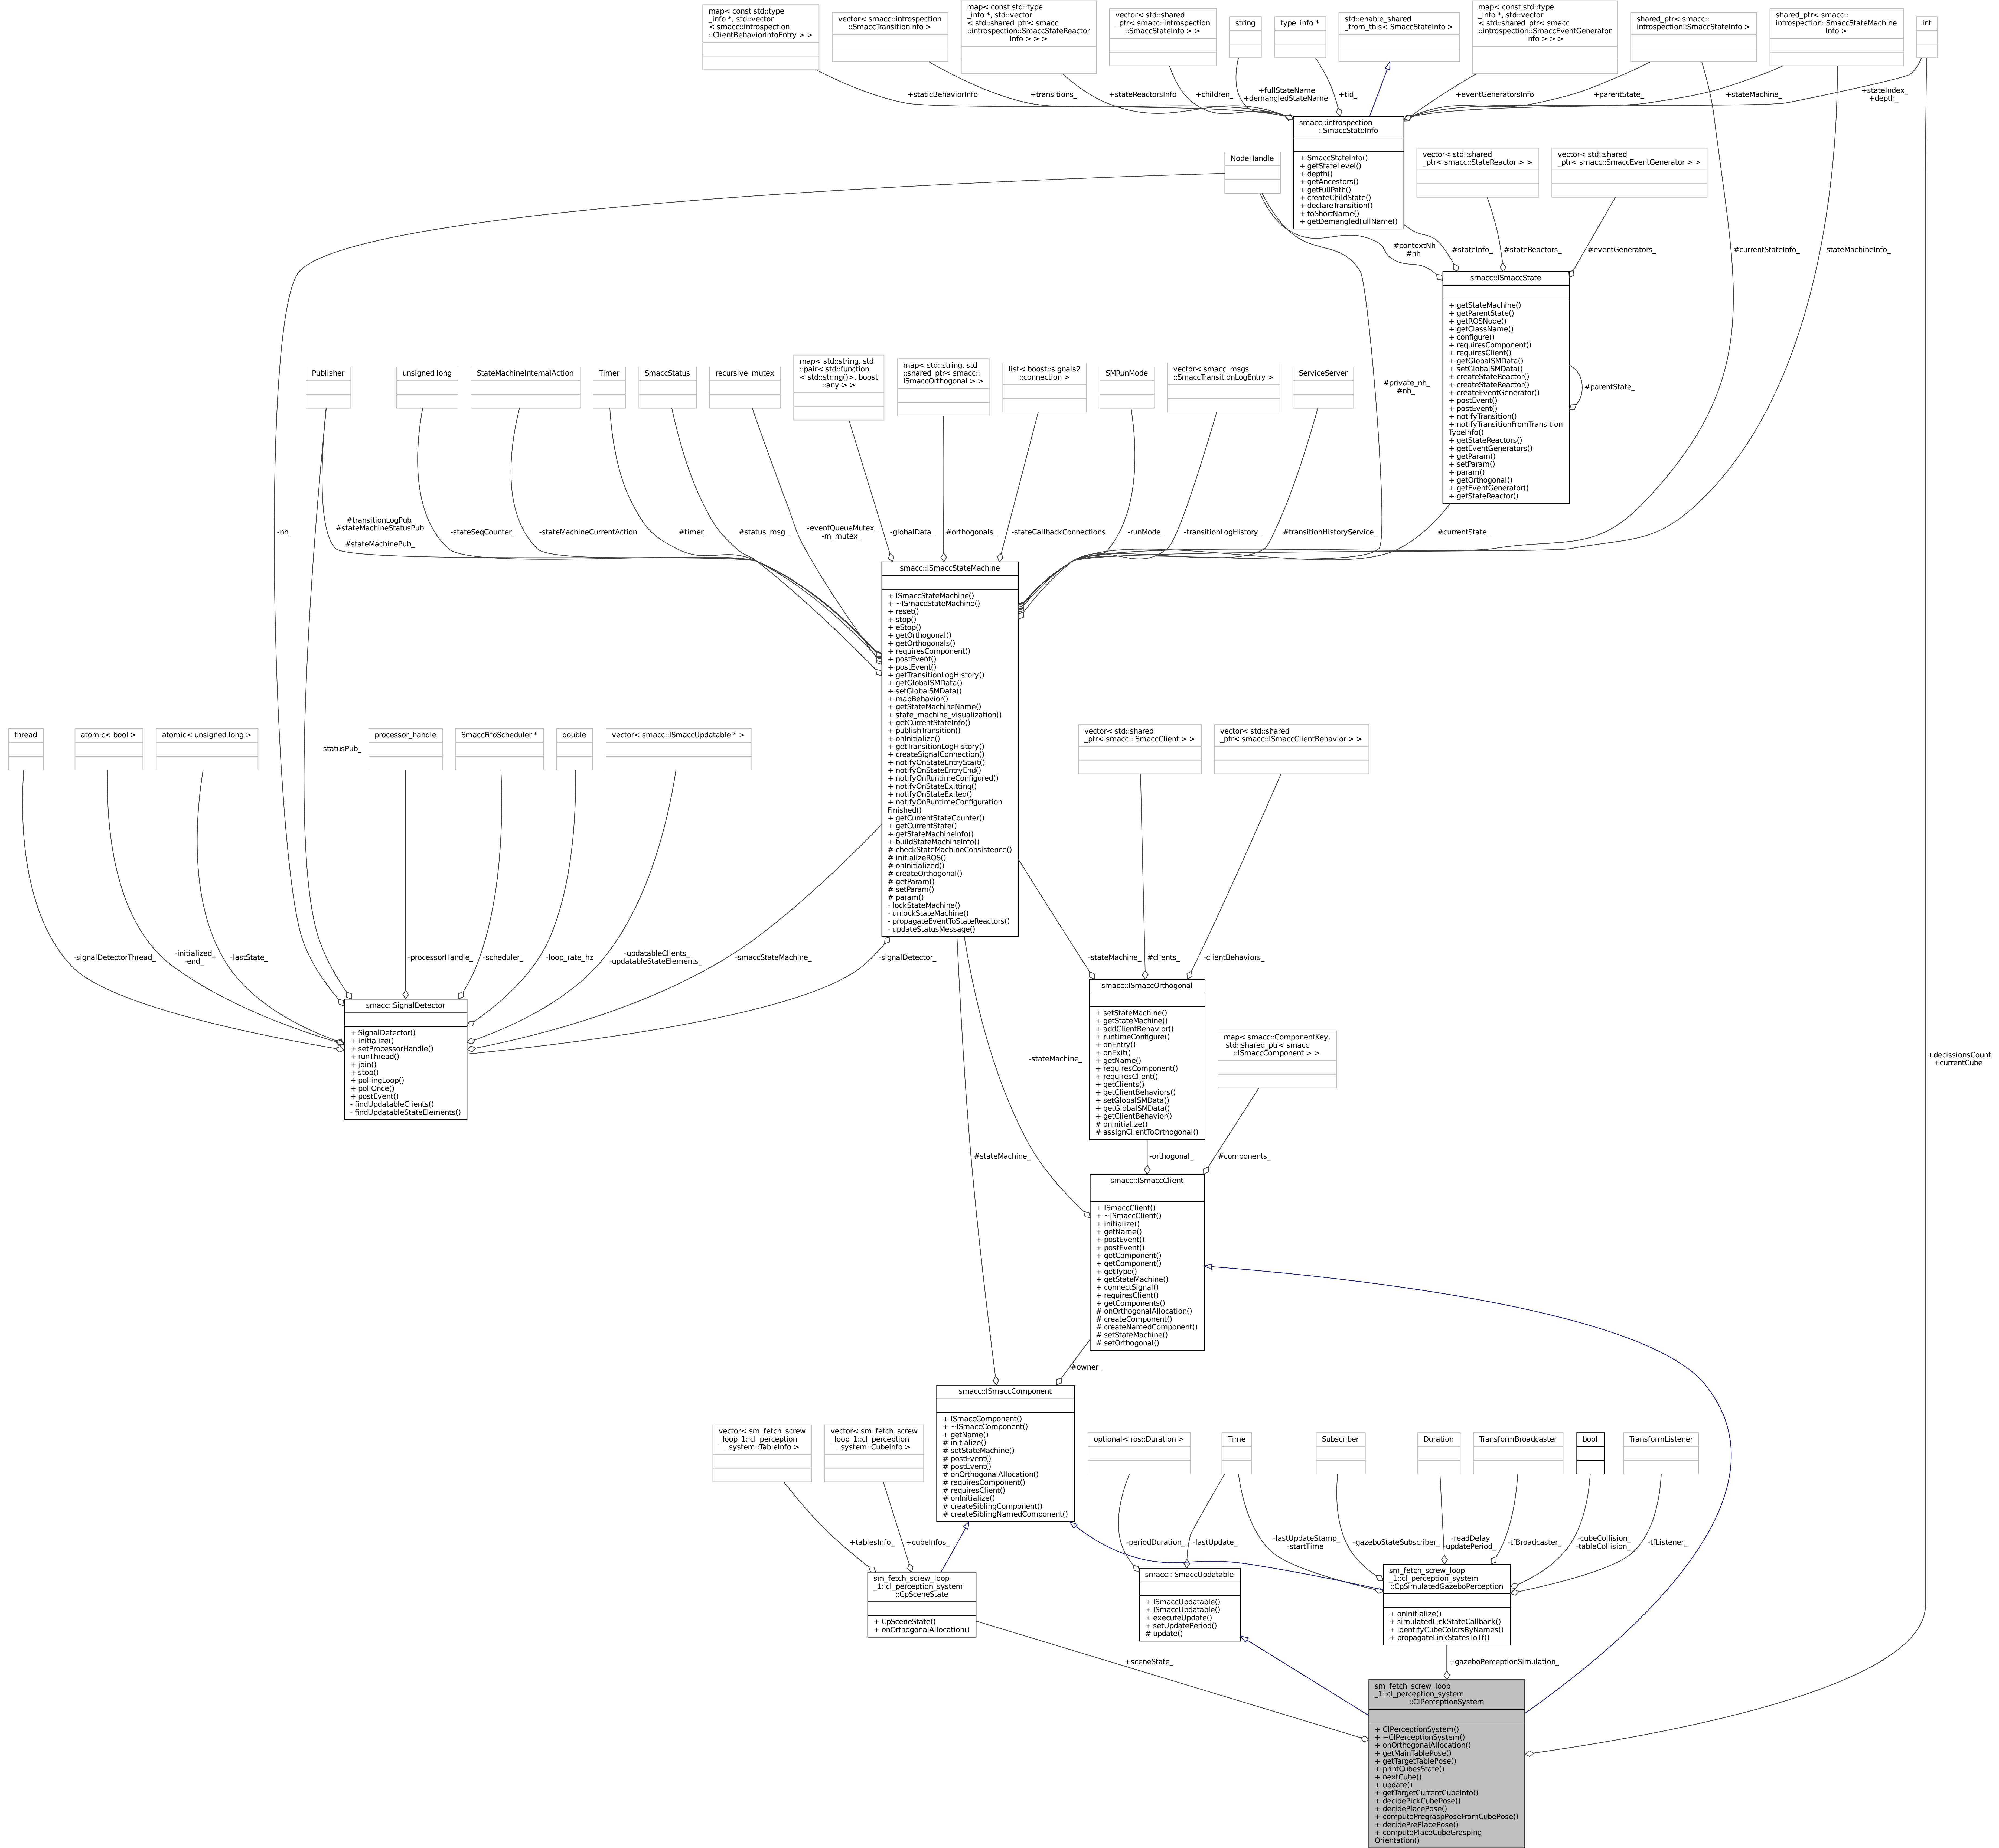 map< const std::type
_info *, std::vector
< smacc::introspection
::ClientBehaviorInfoEntry > >
vector< smacc::introspection
::SmaccTransitionInfo >
map< const std::type
_info *, std::vector
< std::shared_ptr< smacc
::introspection::SmaccStateReactor
Info > > >
vector< std::shared
_ptr< smacc::introspection
::SmaccStateInfo > >
string
type_info *
std::enable_shared
_from_this< SmaccStateInfo >
map< const std::type
_info *, std::vector
< std::shared_ptr< smacc
::introspection::SmaccEventGenerator
Info > > >
shared_ptr< smacc::
introspection::SmaccStateInfo >
shared_ptr< smacc::
introspection::SmaccStateMachine
Info >
int
+staticBehaviorInfo
+transitions_
+stateReactorsInfo
+children_
+fullStateName
+demangledStateName
+tid_
+eventGeneratorsInfo
+parentState_
+stateMachine_
+stateIndex_
+depth_
smacc::introspection
::SmaccStateInfo
+ SmaccStateInfo()
+ getStateLevel()
+ depth()
+ getAncestors()
+ getFullPath()
+ createChildState()
+ declareTransition()
+ toShortName()
+ getDemangledFullName()
NodeHandle
vector< std::shared
_ptr< smacc::StateReactor > >
vector< std::shared
_ptr< smacc::SmaccEventGenerator > >
#contextNh
#nh
#stateInfo_
#stateReactors_
#eventGenerators_
#currentStateInfo_
-stateMachineInfo_
smacc::ISmaccState
+ getStateMachine()
+ getParentState()
+ getROSNode()
+ getClassName()
+ configure()
+ requiresComponent()
+ requiresClient()
+ getGlobalSMData()
+ setGlobalSMData()
+ createStateReactor()
+ createStateReactor()
+ createEventGenerator()
+ postEvent()
+ postEvent()
+ notifyTransition()
+ notifyTransitionFromTransition
TypeInfo()
+ getStateReactors()
+ getEventGenerators()
+ getParam()
+ setParam()
+ param()
+ getOrthogonal()
+ getEventGenerator()
+ getStateReactor()
#parentState_
Publisher
unsigned long
StateMachineInternalAction
Timer
SmaccStatus
recursive_mutex
map< std::string, std
::pair< std::function
< std::string()>, boost
::any > >
map< std::string, std
::shared_ptr< smacc::
ISmaccOrthogonal > >
list< boost::signals2
::connection >
SMRunMode
vector< smacc_msgs
::SmaccTransitionLogEntry >
ServiceServer
#private_nh_
#nh_
-nh_
#transitionLogPub_
#stateMachineStatusPub
_
#stateMachinePub_
-stateSeqCounter_
-stateMachineCurrentAction
#timer_
#status_msg_
-eventQueueMutex_
-m_mutex_
-globalData_
#orthogonals_
-stateCallbackConnections
-runMode_
-transitionLogHistory_
#transitionHistoryService_
#currentState_
smacc::ISmaccStateMachine
+ ISmaccStateMachine()
+ ~ISmaccStateMachine()
+ reset()
+ stop()
+ eStop()
+ getOrthogonal()
+ getOrthogonals()
+ requiresComponent()
+ postEvent()
+ postEvent()
+ getTransitionLogHistory()
+ getGlobalSMData()
+ setGlobalSMData()
+ mapBehavior()
+ getStateMachineName()
+ state_machine_visualization()
+ getCurrentStateInfo()
+ publishTransition()
+ onInitialize()
+ getTransitionLogHistory()
+ createSignalConnection()
+ notifyOnStateEntryStart()
+ notifyOnStateEntryEnd()
+ notifyOnRuntimeConfigured()
+ notifyOnStateExitting()
+ notifyOnStateExited()
+ notifyOnRuntimeConfiguration
Finished()
+ getCurrentStateCounter()
+ getCurrentState()
+ getStateMachineInfo()
+ buildStateMachineInfo()
# checkStateMachineConsistence()
# initializeROS()
# onInitialized()
# createOrthogonal()
# getParam()
# setParam()
# param()
- lockStateMachine()
- unlockStateMachine()
- propagateEventToStateReactors()
- updateStatusMessage()
thread
atomic< bool >
atomic< unsigned long >
-statusPub_
processor_handle
SmaccFifoScheduler *
double
vector< smacc::ISmaccUpdatable * >
vector< std::shared
_ptr< smacc::ISmaccClient > >
vector< std::shared
_ptr< smacc::ISmaccClientBehavior > >
-signalDetectorThread_
-initialized_
-end_
-lastState_
-processorHandle_
-scheduler_
-loop_rate_hz
-updatableClients_
-updatableStateElements_
-smaccStateMachine_
-signalDetector_
-stateMachine_
#clients_
-clientBehaviors_
smacc::SignalDetector
+ SignalDetector()
+ initialize()
+ setProcessorHandle()
+ runThread()
+ join()
+ stop()
+ pollingLoop()
+ pollOnce()
+ postEvent()
- findUpdatableClients()
- findUpdatableStateElements()
smacc::ISmaccOrthogonal
+ setStateMachine()
+ getStateMachine()
+ addClientBehavior()
+ runtimeConfigure()
+ onEntry()
+ onExit()
+ getName()
+ requiresComponent()
+ requiresClient()
+ getClients()
+ getClientBehaviors()
+ setGlobalSMData()
+ getGlobalSMData()
+ getClientBehavior()
# onInitialize()
# assignClientToOrthogonal()
map< smacc::ComponentKey,
std::shared_ptr< smacc
::ISmaccComponent > >
-stateMachine_
+decissionsCount
+currentCube
#stateMachine_
-orthogonal_
#components_
smacc::ISmaccClient
+ ISmaccClient()
+ ~ISmaccClient()
+ initialize()
+ getName()
+ postEvent()
+ postEvent()
+ getComponent()
+ getComponent()
+ getType()
+ getStateMachine()
+ connectSignal()
+ requiresClient()
+ getComponents()
# onOrthogonalAllocation()
# createComponent()
# createNamedComponent()
# setStateMachine()
# setOrthogonal()
#owner_
smacc::ISmaccComponent
+ ISmaccComponent()
+ ~ISmaccComponent()
+ getName()
# initialize()
# setStateMachine()
# postEvent()
# postEvent()
# onOrthogonalAllocation()
# requiresComponent()
# requiresClient()
# onInitialize()
# createSiblingComponent()
# createSiblingNamedComponent()
vector< sm_fetch_screw
_loop_1::cl_perception
_system::TableInfo >
vector< sm_fetch_screw
_loop_1::cl_perception
_system::CubeInfo >
optional< ros::Duration >
Time
Subscriber
Duration
TransformBroadcaster
bool
TransformListener
+tablesInfo_
+cubeInfos_
-periodDuration_
-lastUpdate_
-lastUpdateStamp_
-startTime
-gazeboStateSubscriber_
-readDelay
-updatePeriod_
-tfBroadcaster_
-cubeCollision_
-tableCollision_
-tfListener_
sm_fetch_screw_loop
_1::cl_perception_system
::CpSceneState
+ CpSceneState()
+ onOrthogonalAllocation()
smacc::ISmaccUpdatable
+ ISmaccUpdatable()
+ ISmaccUpdatable()
+ executeUpdate()
+ setUpdatePeriod()
# update()
sm_fetch_screw_loop
_1::cl_perception_system
::CpSimulatedGazeboPerception
+ onInitialize()
+ simulatedLinkStateCallback()
+ identifyCubeColorsByNames()
+ propagateLinkStatesToTf()
+sceneState_
+gazeboPerceptionSimulation_
sm_fetch_screw_loop
_1::cl_perception_system
::ClPerceptionSystem
+ ClPerceptionSystem()
+ ~ClPerceptionSystem()
+ onOrthogonalAllocation()
+ getMainTablePose()
+ getTargetTablePose()
+ printCubesState()
+ nextCube()
+ update()
+ getTargetCurrentCubeInfo()
+ decidePickCubePose()
+ decidePlacePose()
+ computePregraspPoseFromCubePose()
+ decidePrePlacePose()
+ computePlaceCubeGrasping
Orientation()